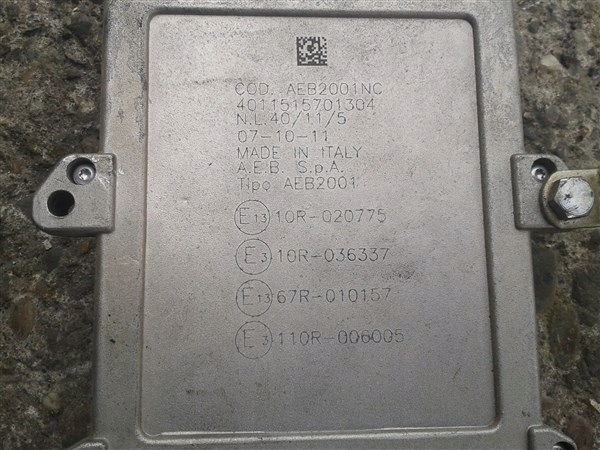 COD. AEB2001NC
4011515701304
N.L.40/11/5
07-10-11
MADE IN ITALY
A.E.B. S.p.A.
Tipo AEB2001
E13 10R-020775
E3 10R-036337
E13 67R-010157
E3 110R-006005